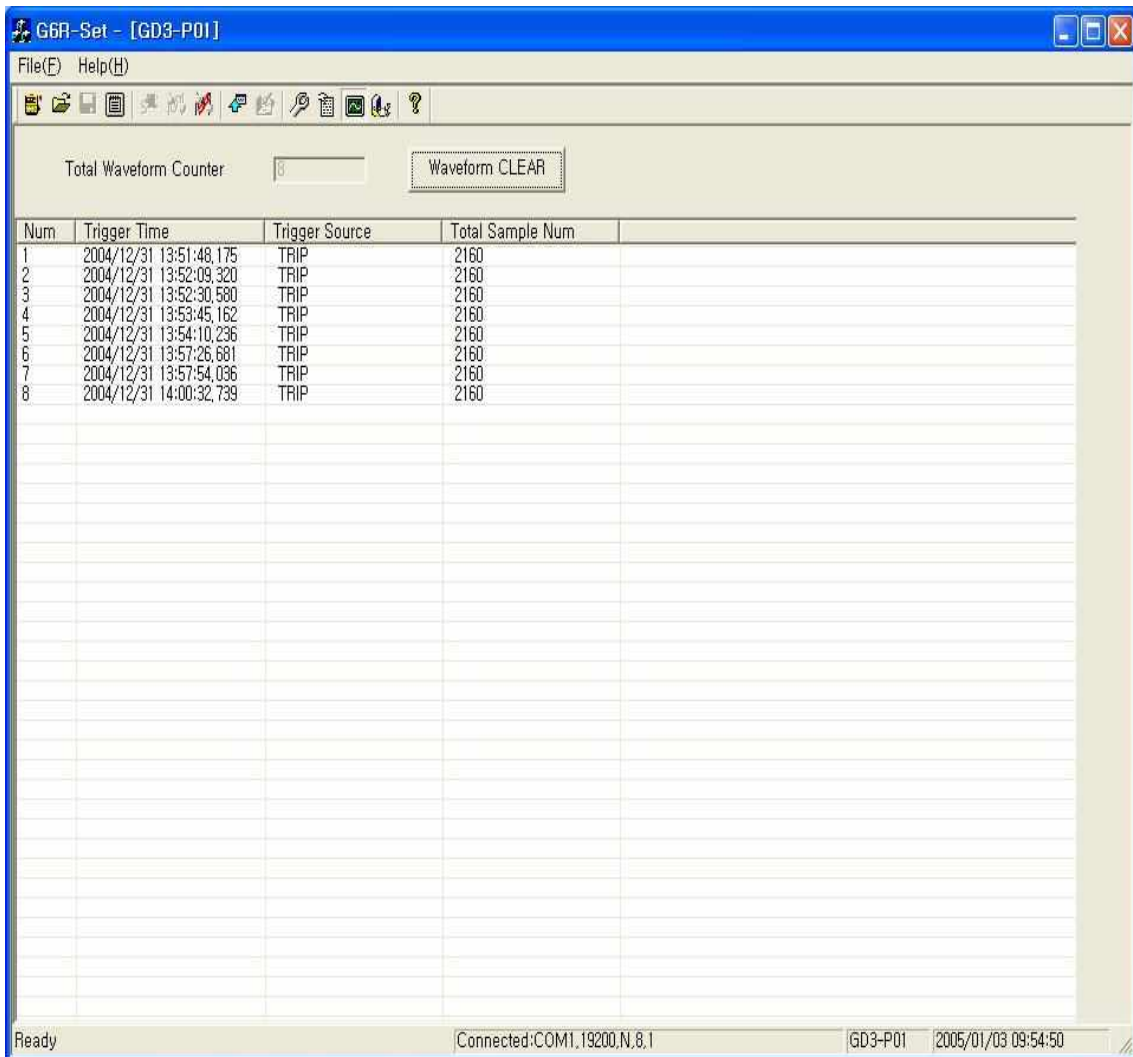 G6R-Set - [GD3-P01]
File(F) Help(H)
Total Waveform Counter 8 Waveform CLEAR
Num Trigger Time Trigger Source Total Sample Num
1 2004/12/31 13:51:48,175 TRIP 2160
2 2004/12/31 13:52:09,320 TRIP 2160
3 2004/12/31 13:52:30,580 TRIP 2160
4 2004/12/31 13:53:45,162 TRIP 2160
5 2004/12/31 13:54:10,236 TRIP 2160
6 2004/12/31 13:57:26,681 TRIP 2160
7 2004/12/31 13:57:54,036 TRIP 2160
8 2004/12/31 14:00:32,739 TRIP 2160
Ready Connected:COM1,19200,N,8,1 GD3-P01 2005/01/03 09:54:50